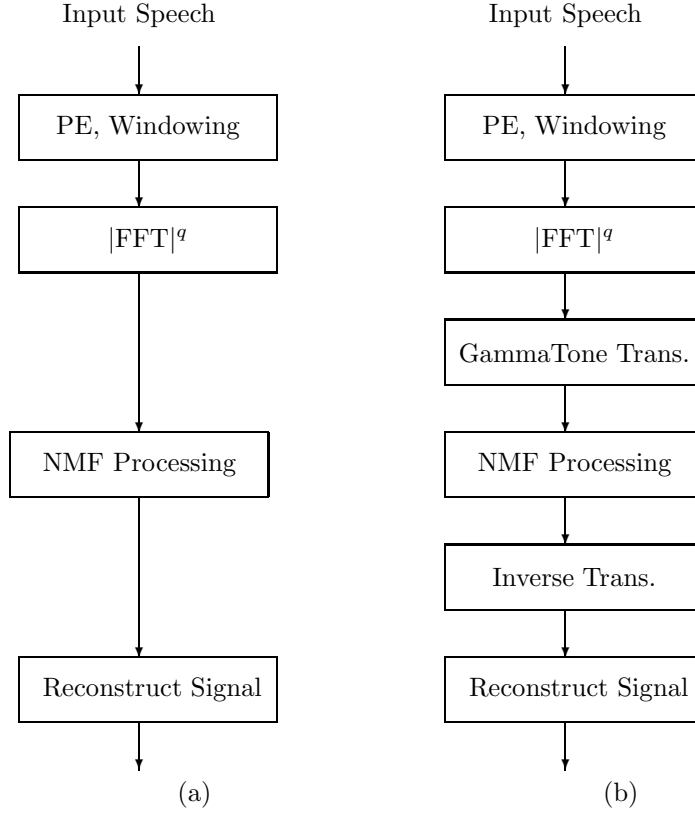 Input Speech
PE, Windowing
|FFT|^q
NMF Processing
Reconstruct Signal
(a)
Input Speech
PE, Windowing
|FFT|^q
GammaTone Trans.
NMF Processing
Inverse Trans.
Reconstruct Signal
(b)